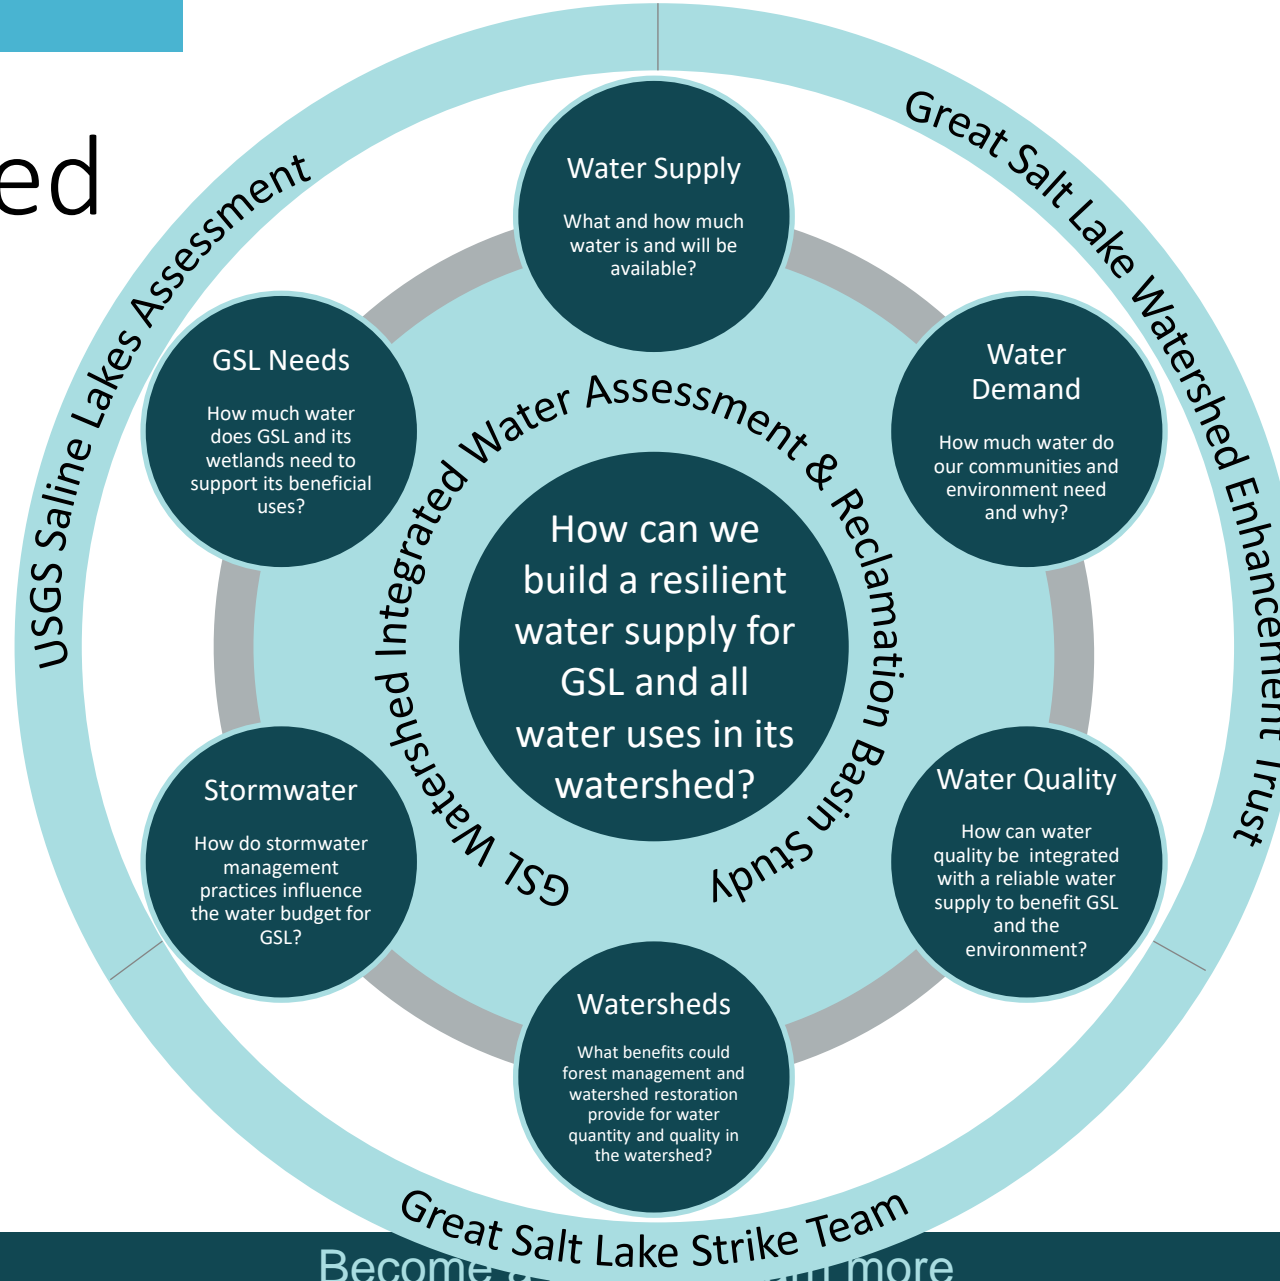 ed
USGS Saline Lakes Assessment
Great Salt Lake Watershed Enhancement Trust
Water Supply
What and how much
water is and will be
available?
GSL Needs
How much water
does GSL and its
wetlands need to
support its beneficial
uses?
Water
Demand
How much water do
our communities and
environment need
and why?
GSL Watershed Integrated Water Assessment & Reclamation Basin Study
How can we
build a resilient
water supply for
GSL and all
water uses in its
watershed?
Stormwater
How do stormwater
management
practices influence
the water budget for
GSL?
Water Quality
How can water
quality be integrated
with a reliable water
supply to benefit GSL
and the
environment?
Watersheds
What benefits could
forest management and
watershed restoration
provide for water
quantity and quality in
the watershed?
Great Salt Lake Strike Team
Become a more